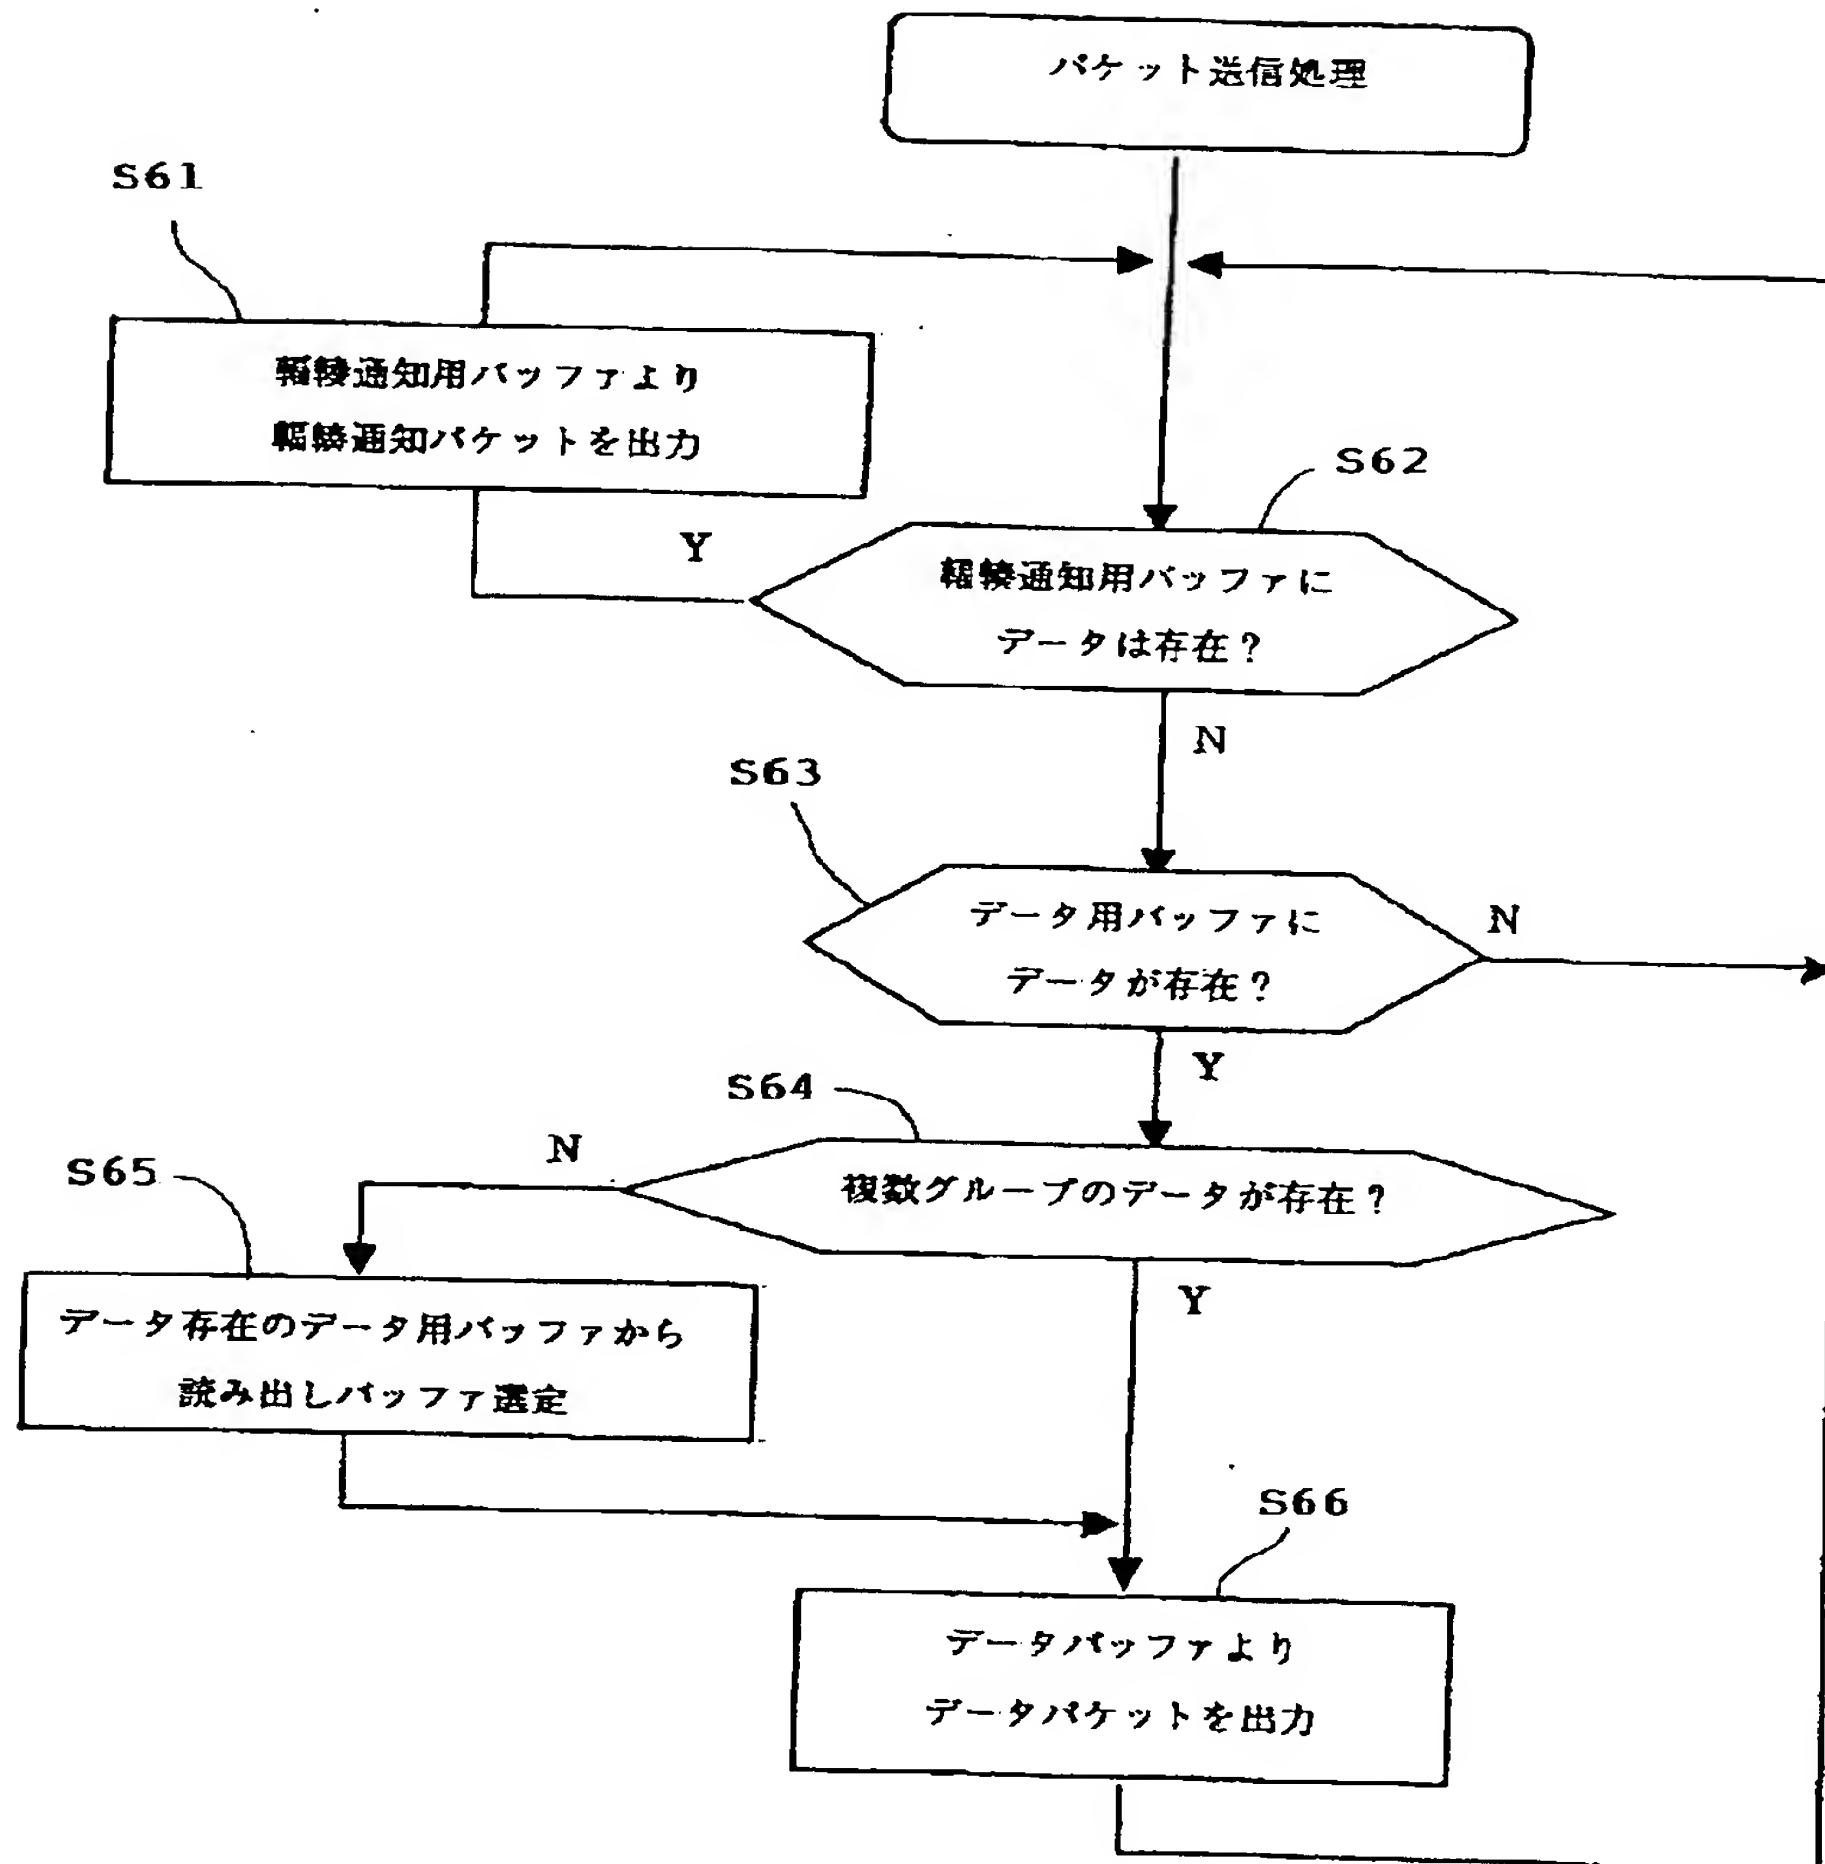 パケット送信処理
S61
輻輳通知用バッファより
輻輳通知パケットを出力
S62
Y
輻輳通知用バッファに
データは存在?
N
S63
データ用バッファに
データが存在?
N
Y
S64
N
複数グループのデータが存在?
S65
Y
データ存在のデータ用バッファから
読み出しバッファ選定
S66
データバッファより
データパケットを出力